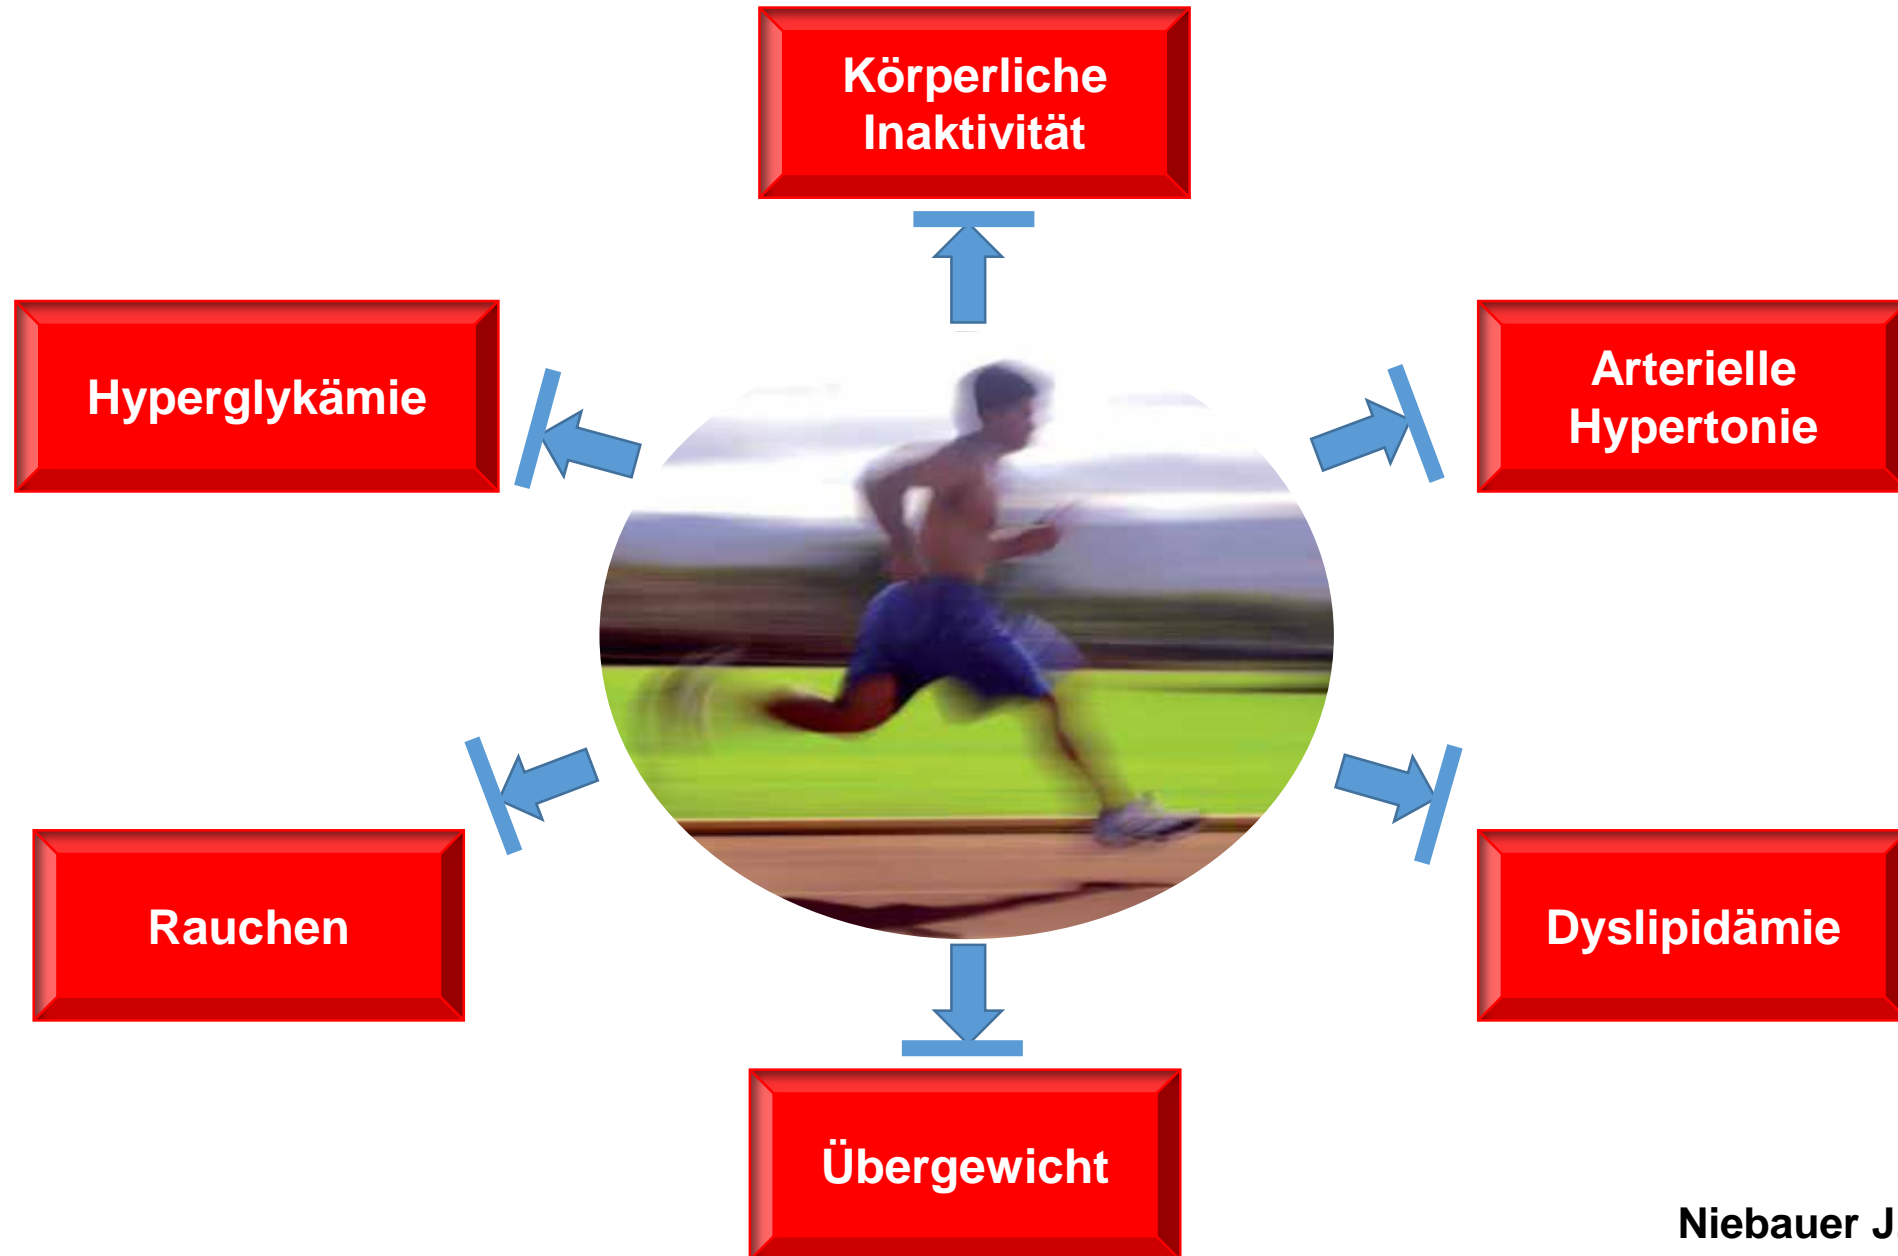 Körperliche
Inaktivität
Hyperglykämie
Arterielle
Hypertonie
Rauchen
Dyslipidämie
Übergewicht
Niebauer J